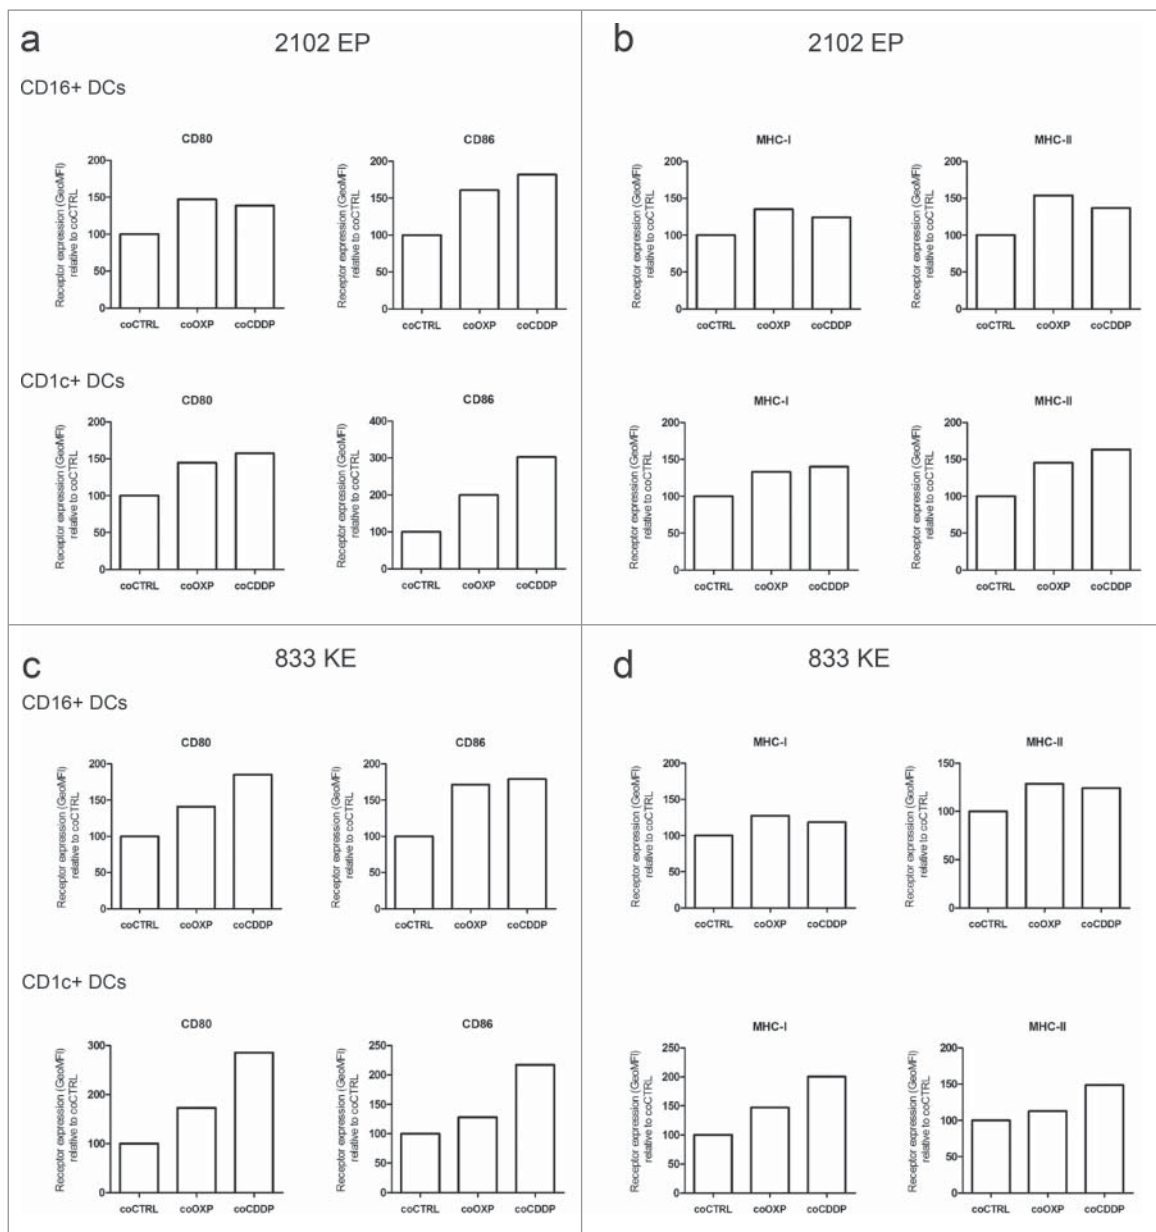 a
2102 EP
CD16+ DCs
CD80
Receptor expression (GeoMFI)
relative to coCTRL
200
150
100
50
0
coCTRL coOXP coCDDP
CD86
Receptor expression (GeoMFI)
relative to coCTRL
200
150
100
50
0
coCTRL coOXP coCDDP
CD1c+ DCs
CD80
Receptor expression (GeoMFI)
relative to coCTRL
200
150
100
50
0
coCTRL coOXP coCDDP
CD86
Receptor expression (GeoMFI)
relative to coCTRL
400
300
200
100
0
coCTRL coOXP coCDDP
b
2102 EP
MHC-I
Receptor expression (GeoMFI)
relative to coCTRL
200
150
100
50
0
coCTRL coOXP coCDDP
MHC-II
Receptor expression (GeoMFI)
relative to coCTRL
200
150
100
50
0
coCTRL coOXP coCDDP
MHC-I
Receptor expression (GeoMFI)
relative to coCTRL
200
150
100
50
0
coCTRL coOXP coCDDP
MHC-II
Receptor expression (GeoMFI)
relative to coCTRL
200
150
100
50
0
coCTRL coOXP coCDDP
c
833 KE
CD16+ DCs
CD80
Receptor expression (GeoMFI)
relative to coCTRL
200
150
100
50
0
coCTRL coOXP coCDDP
CD86
Receptor expression (GeoMFI)
relative to coCTRL
200
150
100
50
0
coCTRL coOXP coCDDP
CD1c+ DCs
CD80
Receptor expression (GeoMFI)
relative to coCTRL
300
200
100
0
coCTRL coOXP coCDDP
CD86
Receptor expression (GeoMFI)
relative to coCTRL
250
200
150
100
50
0
coCTRL coOXP coCDDP
d
833 KE
MHC-I
Receptor expression (GeoMFI)
relative to coCTRL
200
150
100
50
0
coCTRL coOXP coCDDP
MHC-II
Receptor expression (GeoMFI)
relative to coCTRL
150
100
50
0
coCTRL coOXP coCDDP
MHC-I
Receptor expression (GeoMFI)
relative to coCTRL
250
200
150
100
50
0
coCTRL coOXP coCDDP
MHC-II
Receptor expression (GeoMFI)
relative to coCTRL
200
150
100
50
0
coCTRL coOXP coCDDP